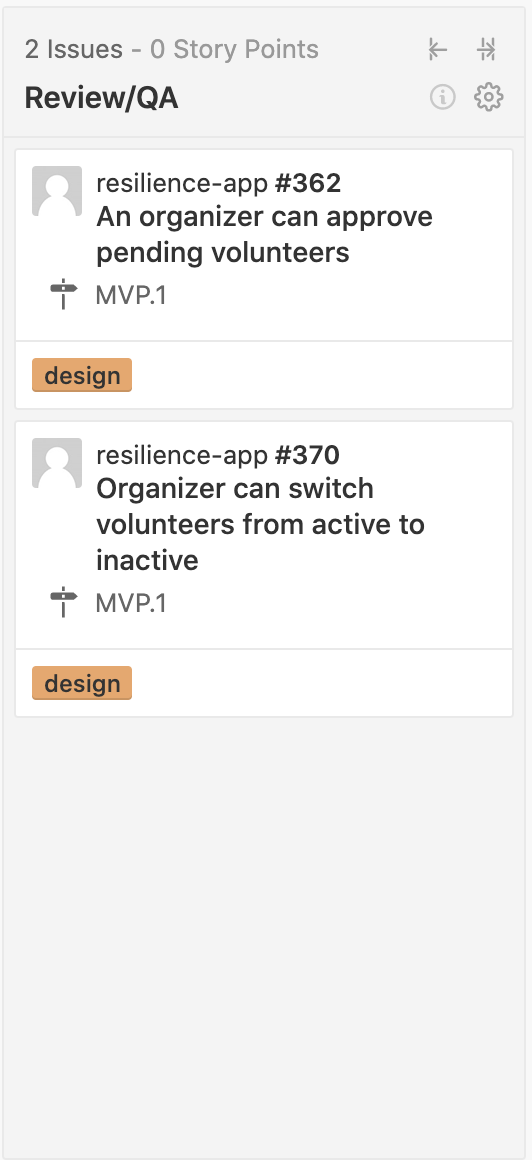 2 Issues - 0 Story Points
Review/QA
resilience-app #362
An organizer can approve
pending volunteers
MVP.1
design
resilience-app #370
Organizer can switch
volunteers from active to
inactive
MVP.1
design